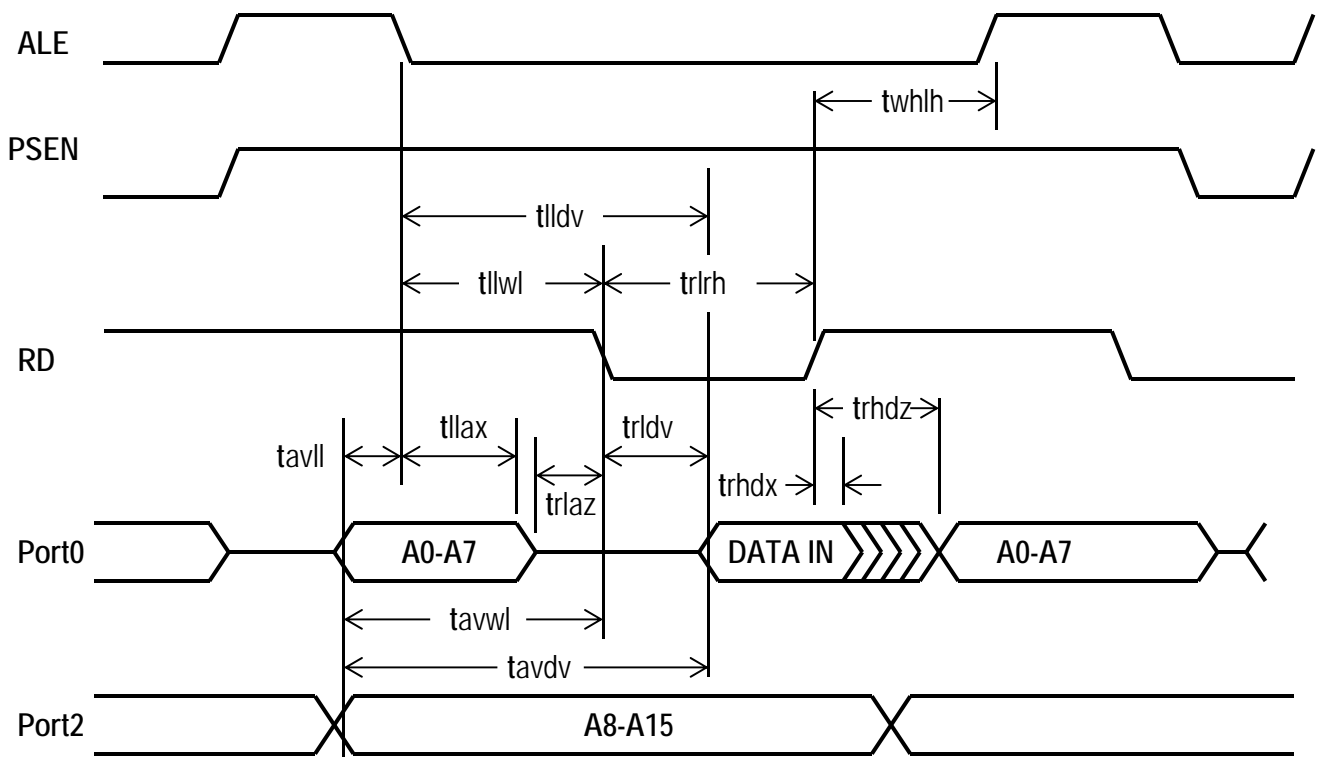 ALE
twhlh
PSEN
tlldv
tllwl
trlrh
RD
trhdz
tllax
trldv
tavll
trhdx
trlaz
Port0
A0-A7
DATA IN
A0-A7
tavwl
tavdv
Port2
A8-A15